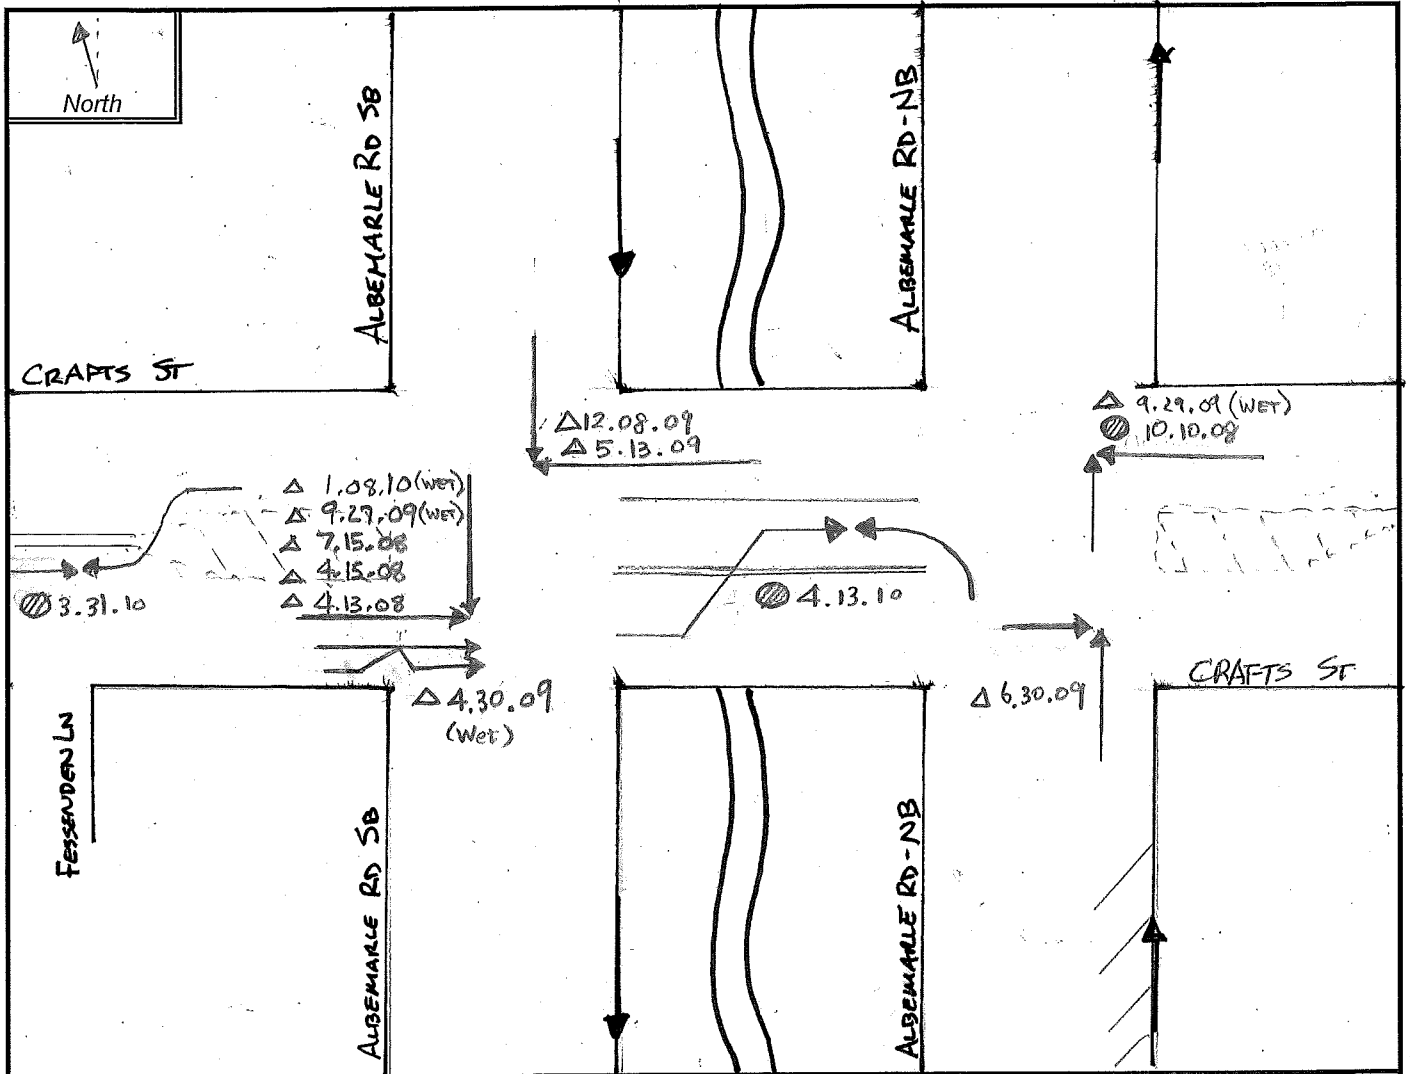 North
ALBEMARLE RD SB
ALBEMARLE RD-NB
CRAFTS ST
12.08.09
5.13.09
9.29.09 (WET)
10.10.08
1.08.10 (WET)
9.27.09 (WET)
7.15.08
4.15.08
4.13.08
3.31.10
4.13.10
4.30.09
(Wet)
6.30.09
CRAFTS ST
FESSENDEN LN
ALBEMARLE RD SB
ALBEMARLE RD-NB